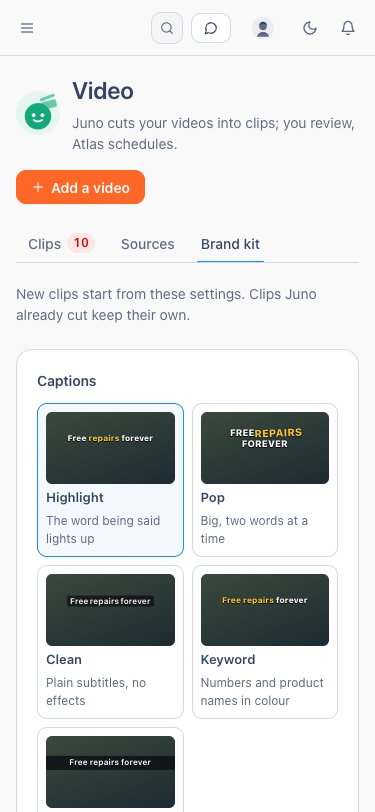 Video
Juno cuts your videos into clips; you review,
Atlas schedules.
+ Add a video
Clips 10 Sources Brand kit
New clips start from these settings. Clips Juno
already cut keep their own.
Captions
Free repairs forever
Highlight
The word being said
lights up
FREE REPAIRS
FOREVER
Pop
Big, two words at a
time
Free repairs forever
Clean
Plain subtitles, no
effects
Free repairs forever
Keyword
Numbers and product
names in colour
Free repairs forever